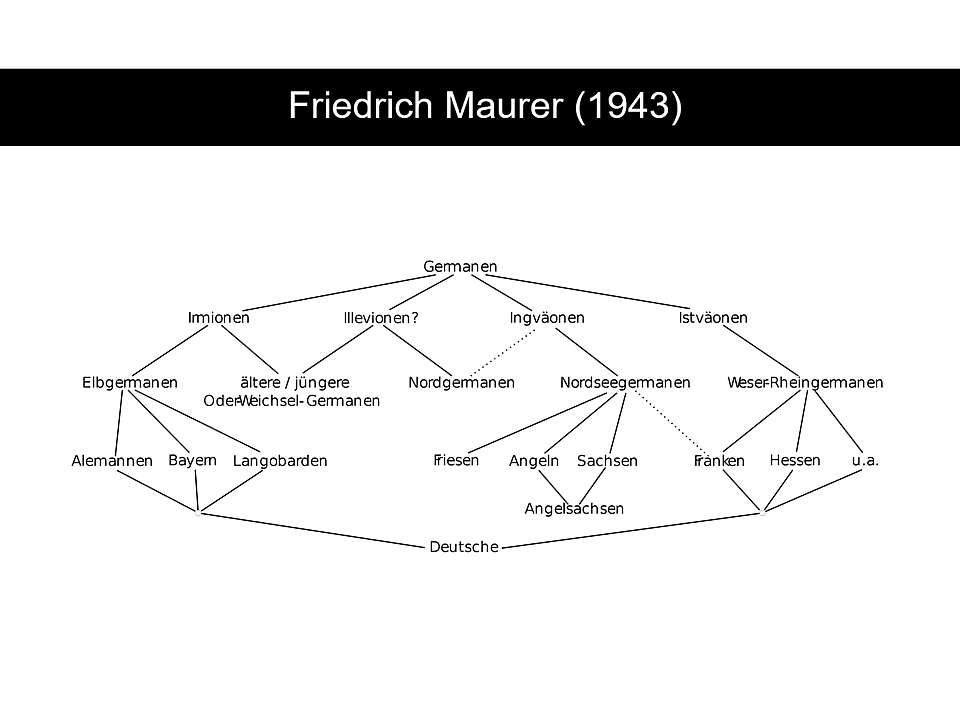 Friedrich Maurer (1943)
Germanen
Irmionen Illevionen? Ingväonen Istväonen
Elbgermanen ältere / jüngere Nordgermanen Nordseegermanen Weser-Rheingermanen
Oder-Weichsel-Germanen
Alemannen Bayern Langobarden Friesen Angeln Sachsen Franken Hessen u.a.
Angelsachsen
Deutsche